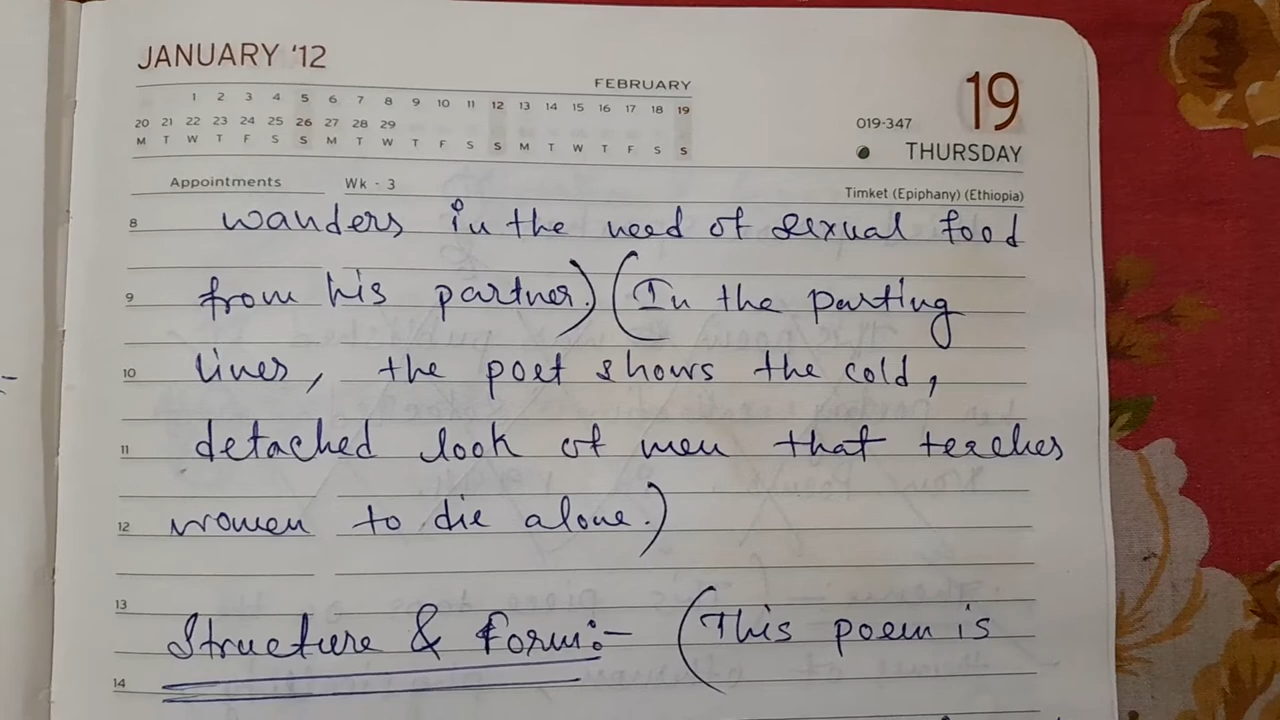 JANUARY '12
FEBRUARY
1 2 3 4 5 6 7 8 9 10 11 12 13 14 15 16 17 18 19
20 21 22 23 24 25 26 27 28 29
M T W T F S S M T W T F S S M T W T F S S
19
019-347
THURSDAY
Appointments Wk - 3 Timket (Epiphany) (Ethiopia)
8 wanders in the need of sexual food
9 from his partner.) (In the parting
10 lines, the poet shows the cold,
11 detached look of men that teaches
12 women to die alone.)
13 Structure & Form:- (This poem is
14